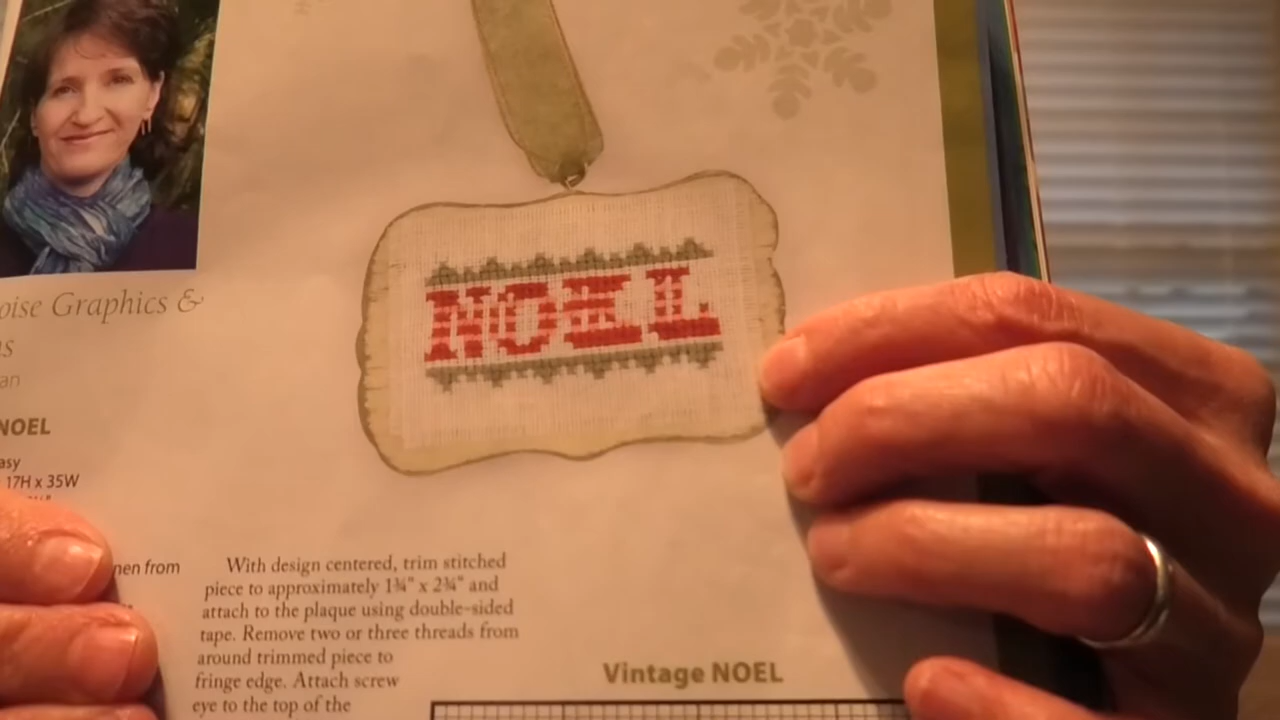 NOEL
oise Graphics &
NOEL
asy
17H x 35W
from
With design centered, trim stitched
piece to approximately 1¾" x 2¾" and
attach to the plaque using double-sided
tape. Remove two or three threads from
around trimmed piece to
fringe edge. Attach screw
eye to the top of the
Vintage NOEL